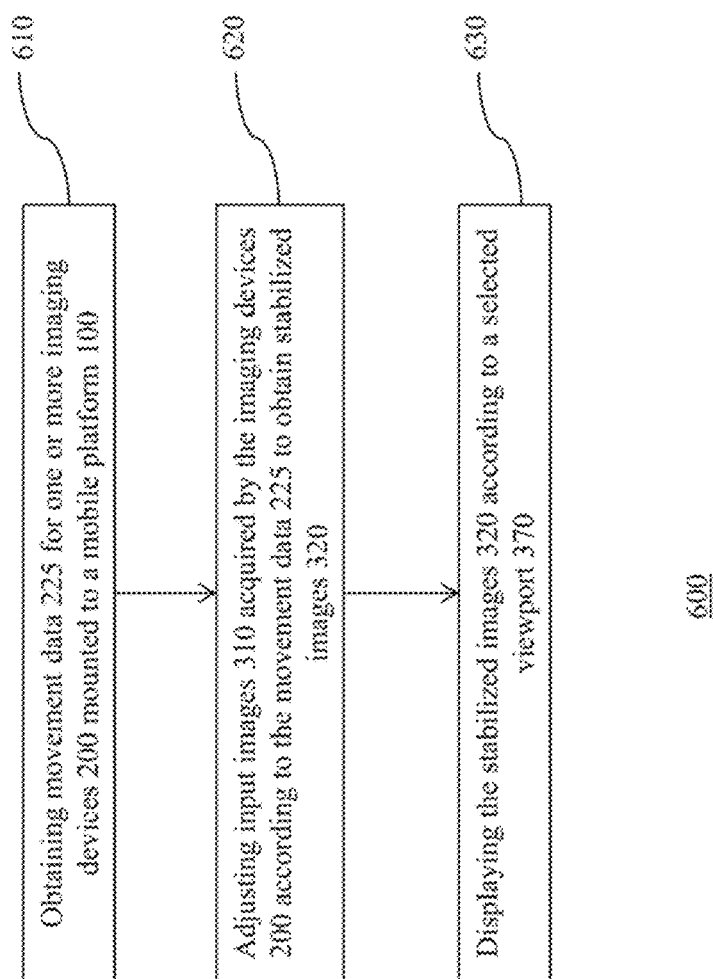 610
Obtaining movement data 225 for one or more imaging
devices 200 mounted to a mobile platform 100
620
Adjusting input images 310 acquired by the imaging devices
200 according to the movement data 225 to obtain stabilized
images 320
630
Displaying the stabilized images 320 according to a selected
viewport 370
600